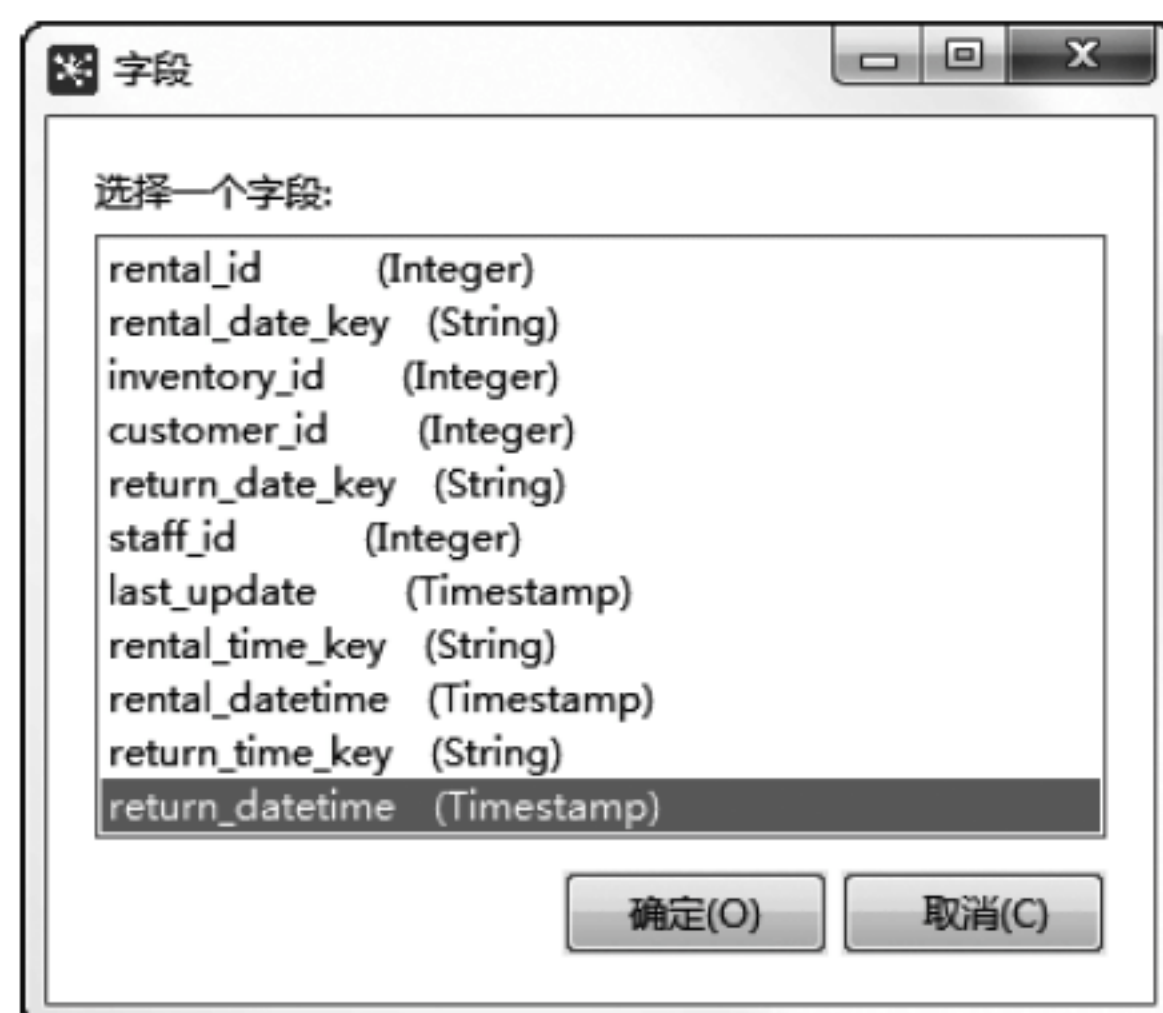 字段
选择一个字段:
rental_id (Integer)
rental_date_key (String)
inventory_id (Integer)
customer_id (Integer)
return_date_key (String)
staff_id (Integer)
last_update (Timestamp)
rental_time_key (String)
rental_datetime (Timestamp)
return_time_key (String)
return_datetime (Timestamp)
确定(O) 取消(C)